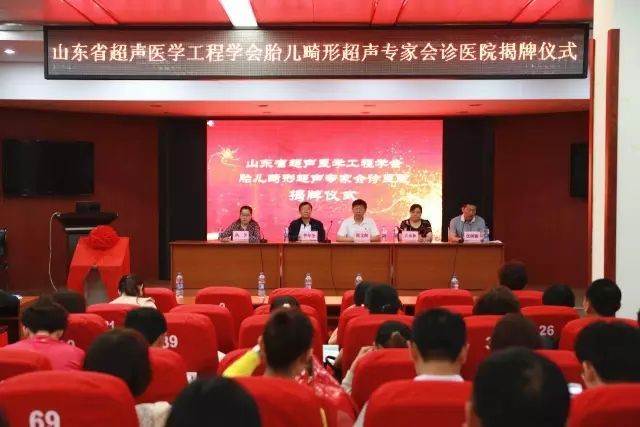 山东省超声医学工程学会胎儿畸形超声专家会诊医院揭牌仪式
山东省超声医学工程学会
胎儿畸形超声专家会诊医院
揭牌仪式
69
89
26